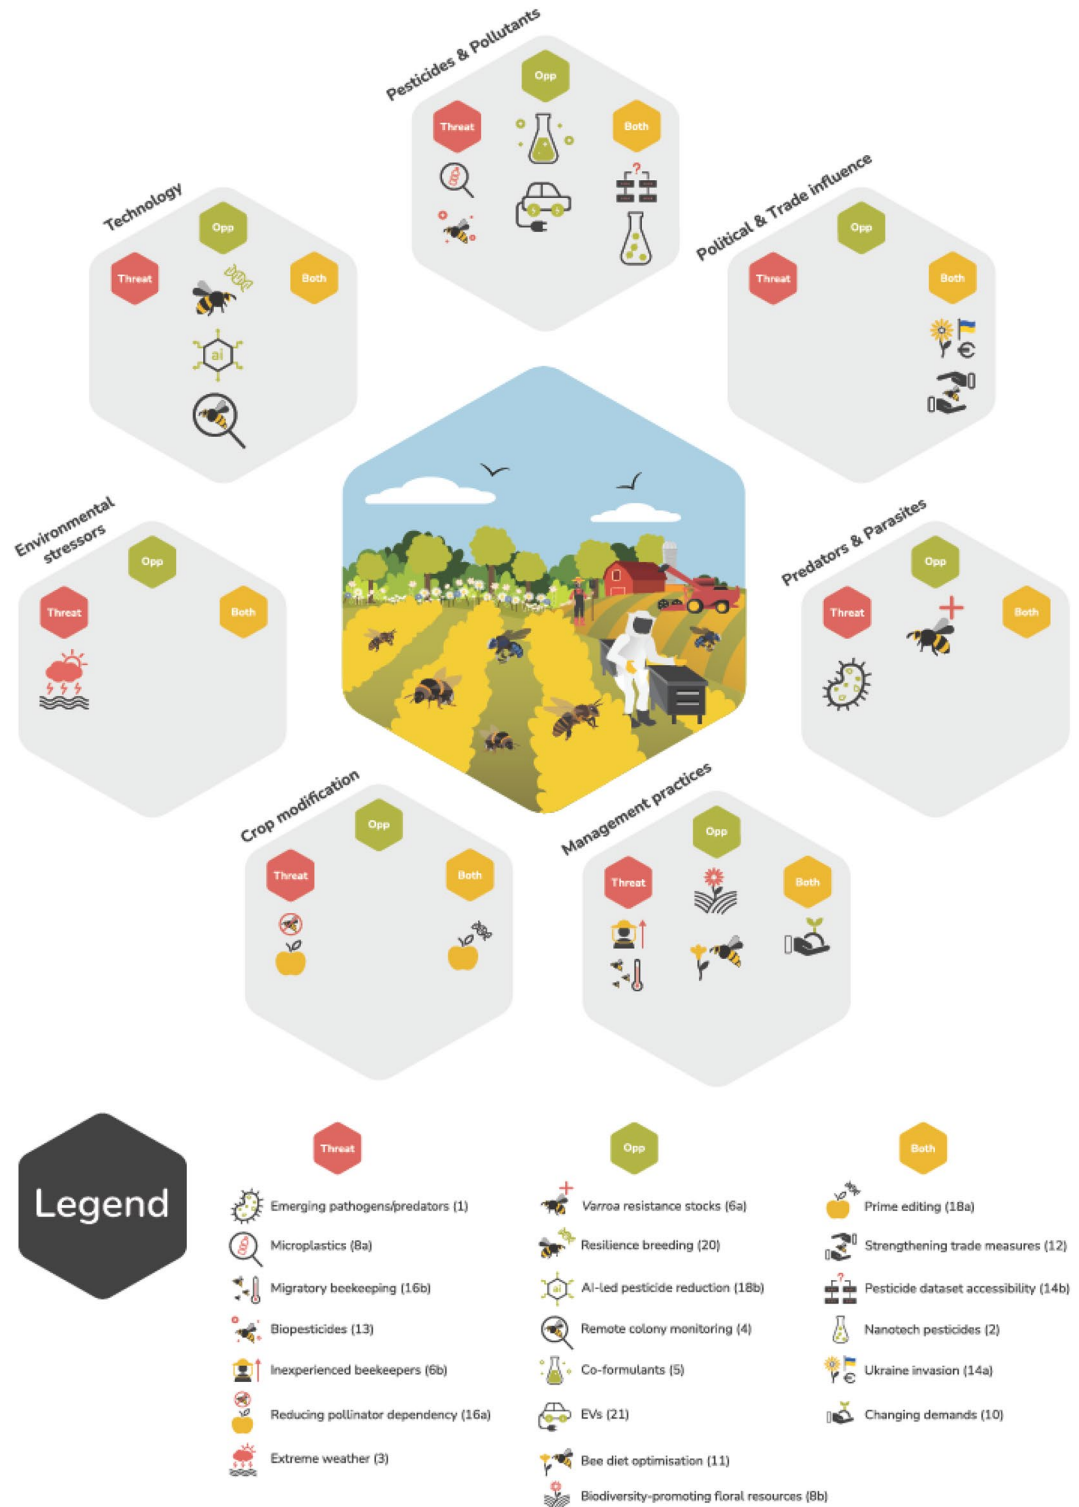 Pesticides & Pollutants
Opp
Threat
Both
Technology
Opp
Threat
Both
ai
Political & Trade influence
Opp
Threat
Both
Environmental
stressors
Opp
Threat
Both
Predators & Parasites
Opp
Threat
Both
Crop modification
Opp
Threat
Both
Management practices
Opp
Threat
Both
Legend
Threat
Emerging pathogens/predators (1)
Microplastics (8a)
Migratory beekeeping (16b)
Biopesticides (13)
Inexperienced beekeepers (6b)
Reducing pollinator dependency (16a)
Extreme weather (3)
Opp
Varroa resistance stocks (6a)
Resilience breeding (20)
ai
AI-led pesticide reduction (18b)
Remote colony monitoring (4)
Co-formulants (5)
EVs (21)
Bee diet optimisation (11)
Biodiversity-promoting floral resources (8b)
Both
Prime editing (18a)
Strengthening trade measures (12)
?
Pesticide dataset accessibility (14b)
Nanotech pesticides (2)
€
Ukraine invasion (14a)
Changing demands (10)